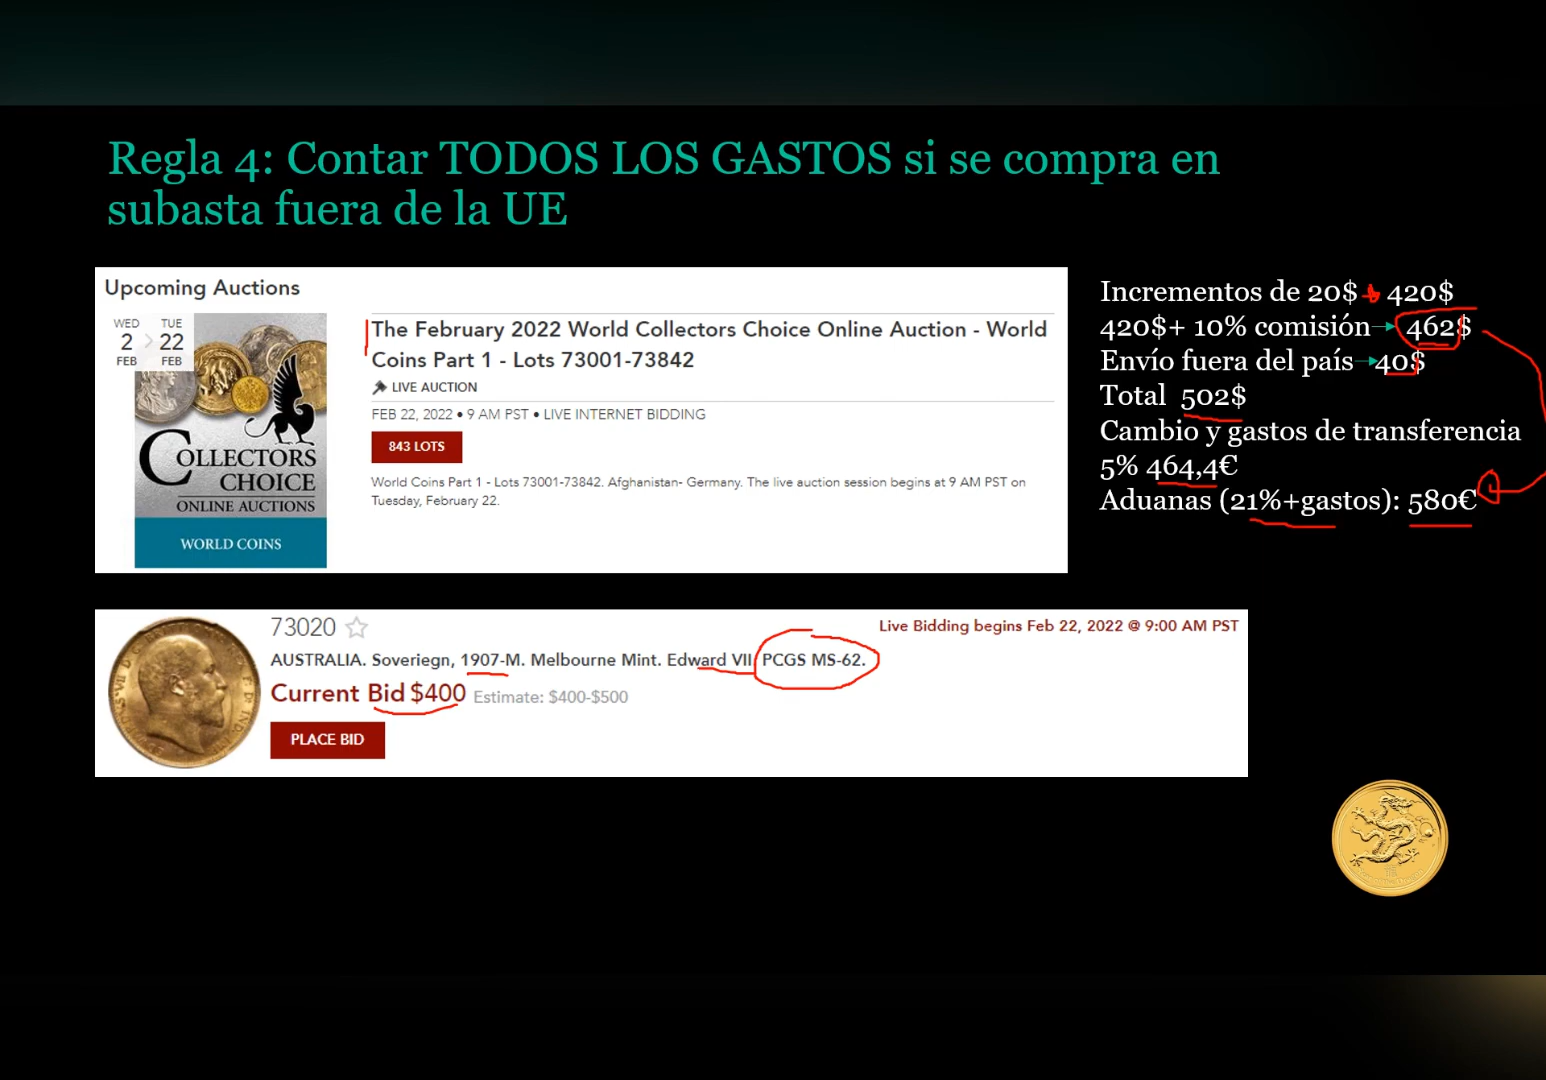 Regla 4: Contar TODOS LOS GASTOS si se compra en
subasta fuera de la UE
Upcoming Auctions
WED TUE
2 > 22
FEB FEB
COLLECTORS
CHOICE
ONLINE AUCTIONS
WORLD COINS
The February 2022 World Collectors Choice Online Auction - World
Coins Part 1 - Lots 73001-73842
LIVE AUCTION
FEB 22, 2022 • 9 AM PST • LIVE INTERNET BIDDING
843 LOTS
World Coins Part 1 - Lots 73001-73842. Afghanistan- Germany. The live auction session begins at 9 AM PST on
Tuesday, February 22.
Incrementos de 20$ 420$
420$+ 10% comisión→ 462$
Envío fuera del país→40$
Total 502$
Cambio y gastos de transferencia
5% 464,4€
Aduanas (21%+gastos): 580€
73020
Live Bidding begins Feb 22, 2022 @ 9:00 AM PST
AUSTRALIA. Soveriegn, 1907-M. Melbourne Mint. Edward VII. PCGS MS-62.
Current Bid $400 Estimate: $400-$500
PLACE BID